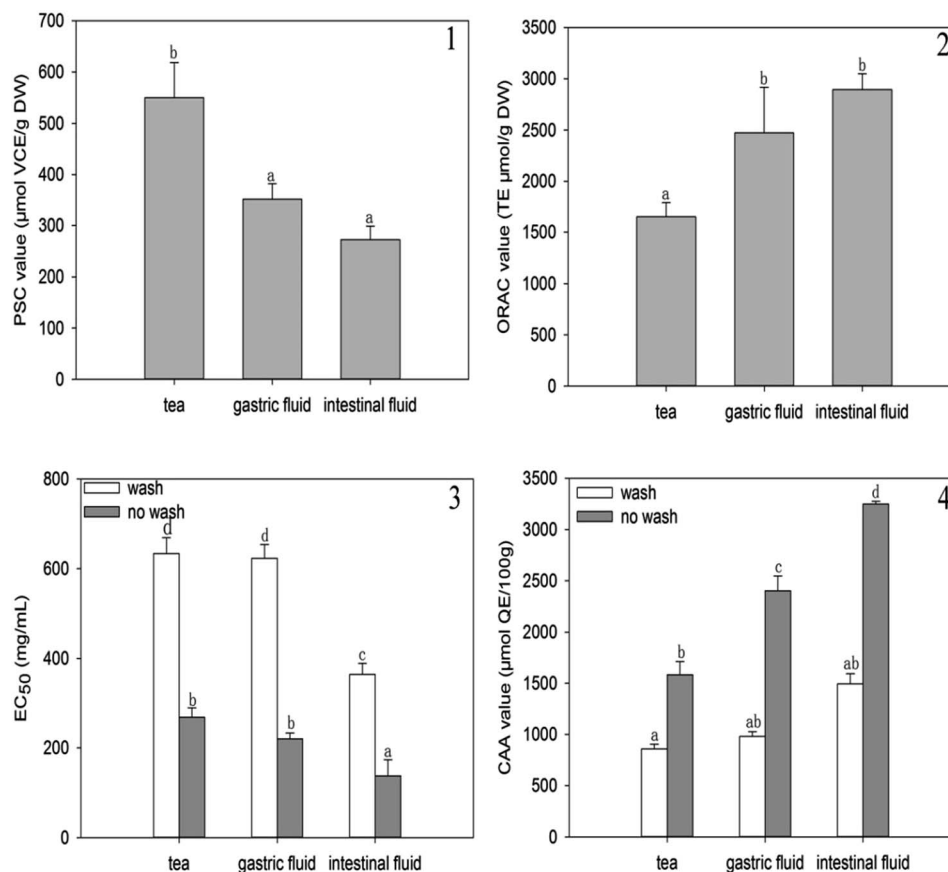 1
PSC value (μmol VCE/g DW)
700
600
500
400
300
200
100
0
b
a
a
tea
gastric fluid
intestinal fluid
2
ORAC value (TE μmol/g DW)
3500
3000
2500
2000
1500
1000
500
0
a
b
b
tea
gastric fluid
intestinal fluid
3
EC50 (mg/mL)
800
600
400
200
0
wash
no wash
d
b
d
b
c
a
tea
gastric fluid
intestinal fluid
4
CAA value (μmol QE/100g)
3500
3000
2500
2000
1500
1000
500
0
wash
no wash
a
b
ab
c
ab
d
tea
gastric fluid
intestinal fluid